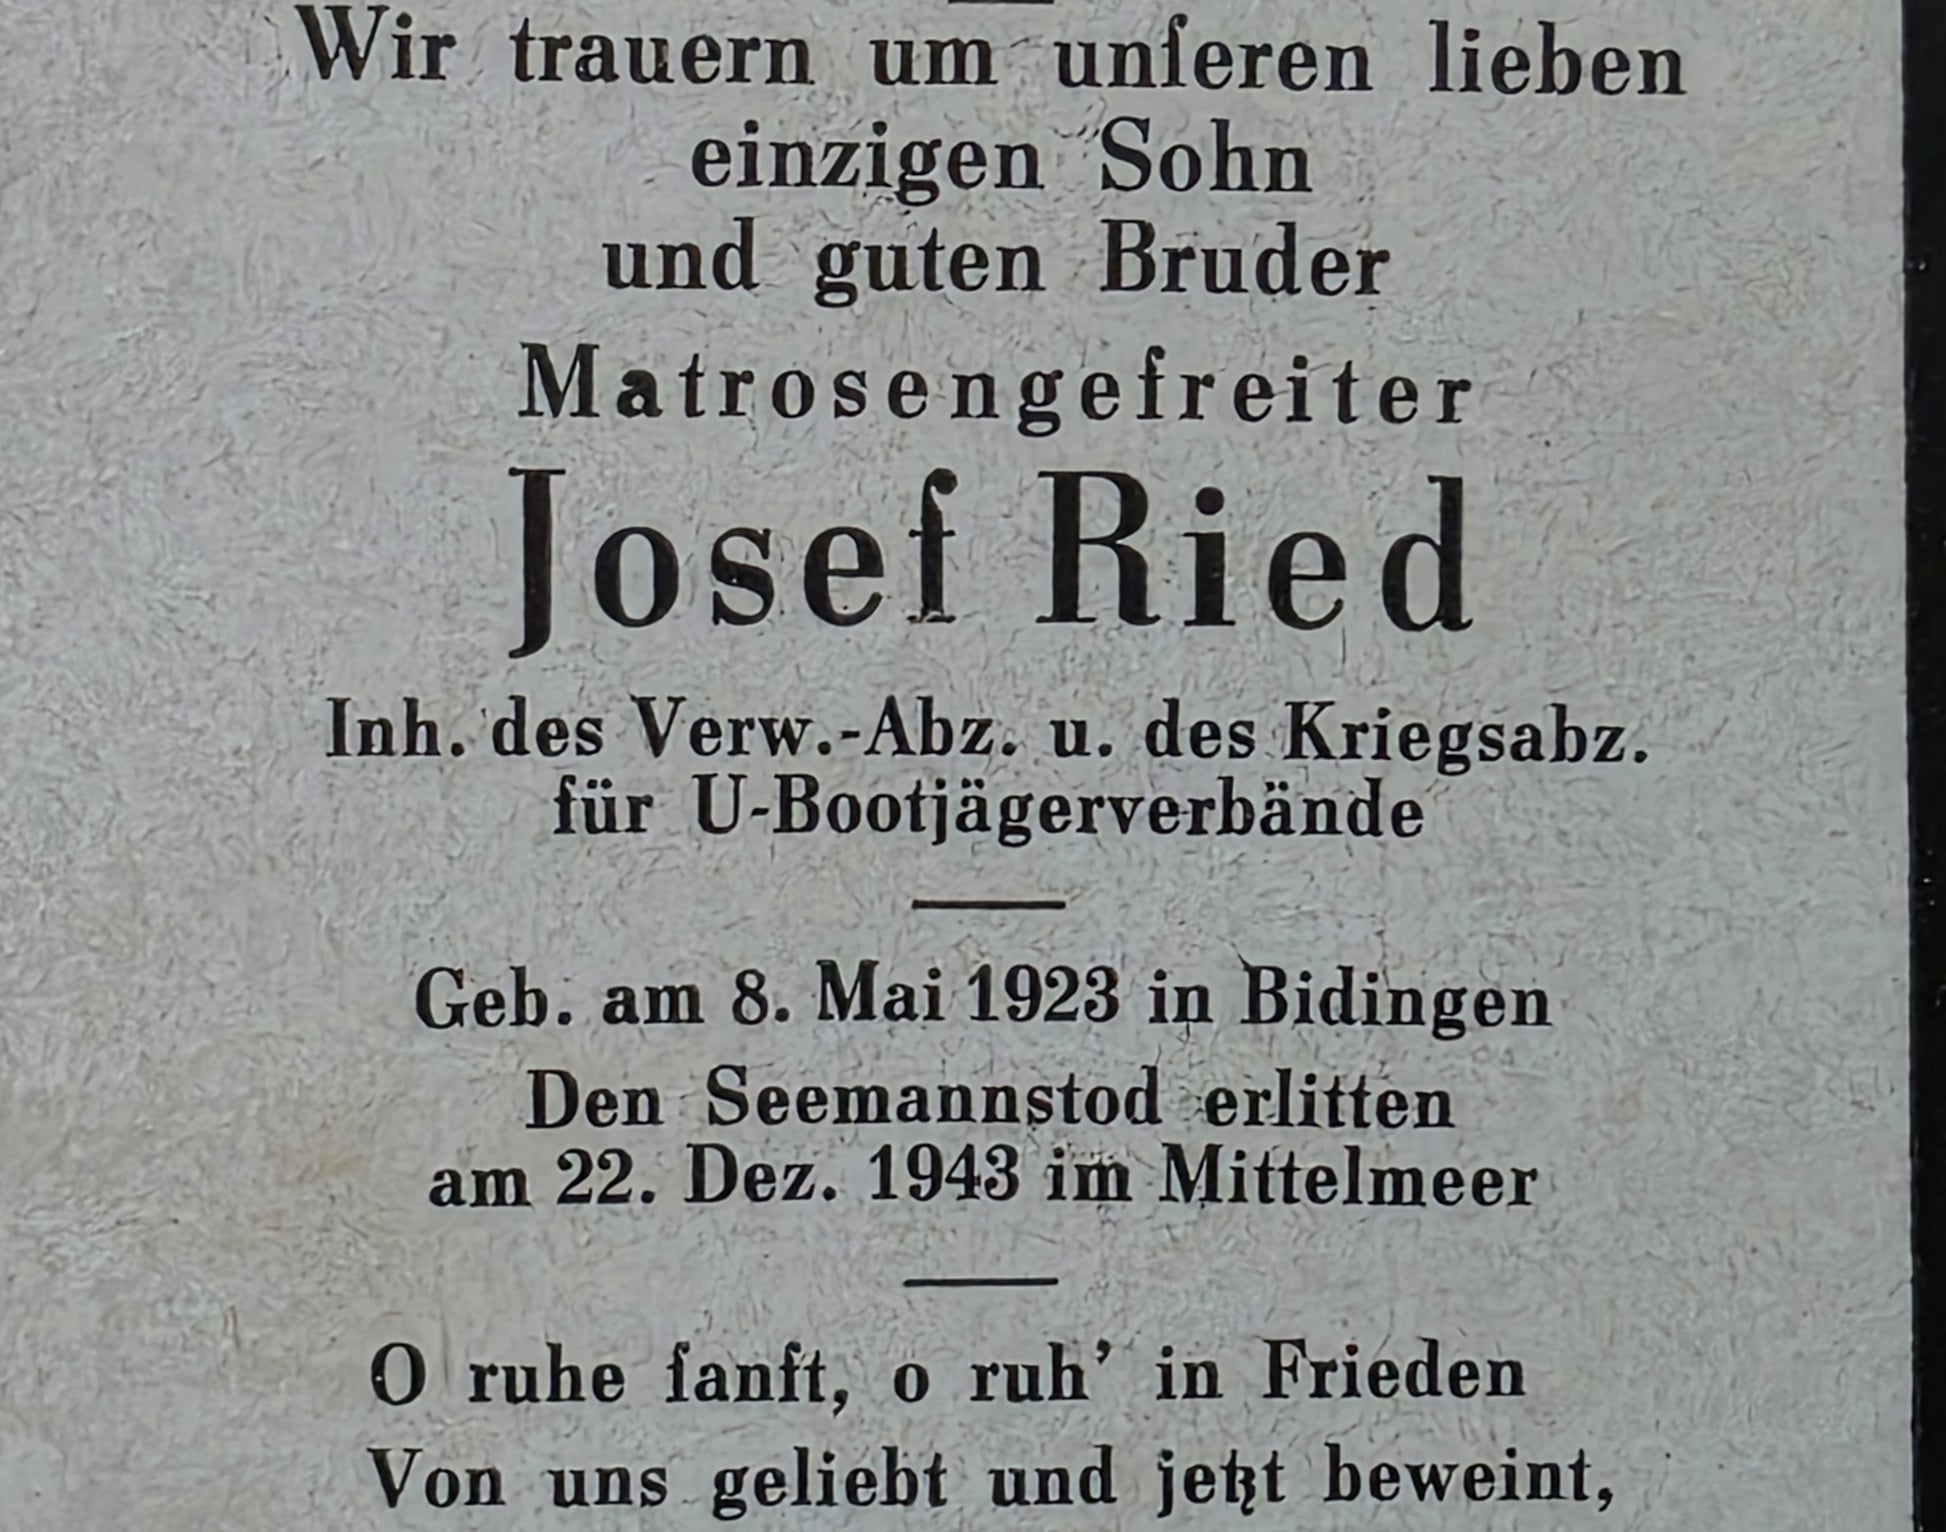 Wir trauern um unſeren lieben
einzigen Sohn
und guten Bruder
Matrosengefreiter
Josef Ried
Inh. des Verw.-Abz. u. des Kriegsabz.
für U-Bootjägerverbände
Geb. am 8. Mai 1923 in Bidingen
Den Seemannstod erlitten
am 22. Dez. 1943 im Mittelmeer
O ruhe ſanft, o ruh’ in Frieden
Von uns geliebt und jetzt beweint,